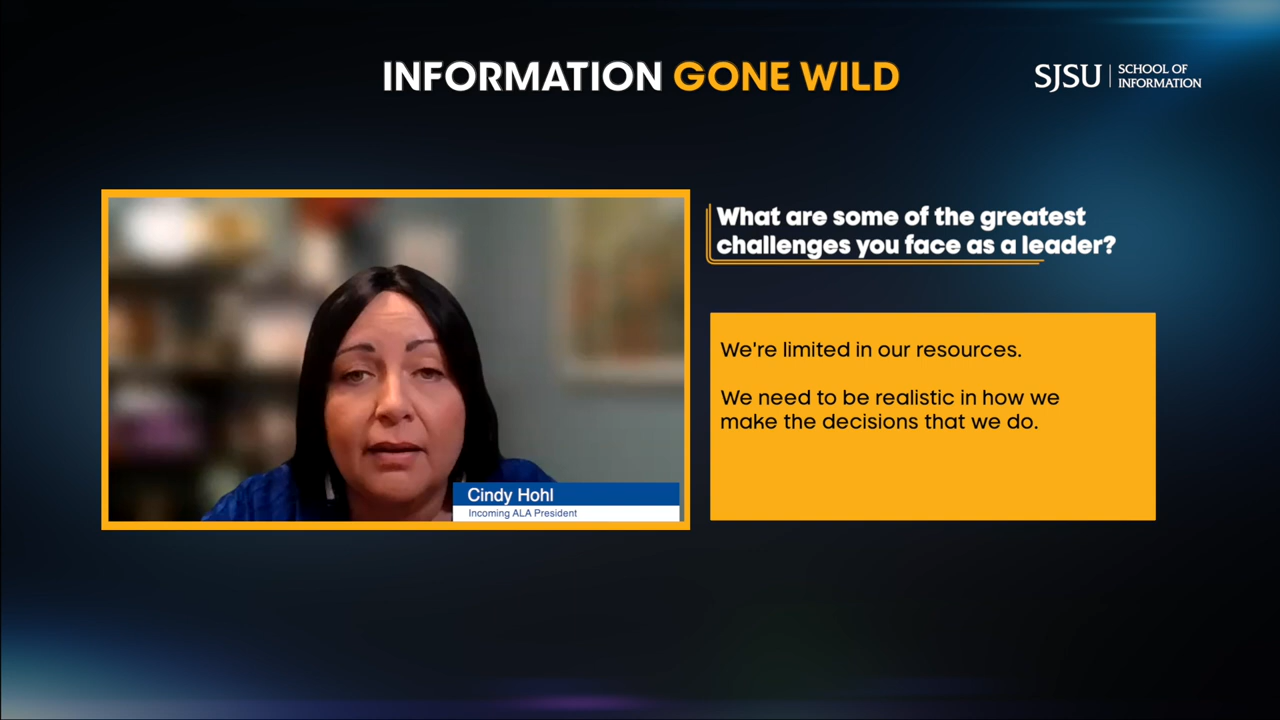 INFORMATION GONE WILD
SJSU
SCHOOL OF
INFORMATION
What are some of the greatest
challenges you face as a leader?
We're limited in our resources.
We need to be realistic in how we
make the decisions that we do.
Cindy Hohl
Incoming ALA President